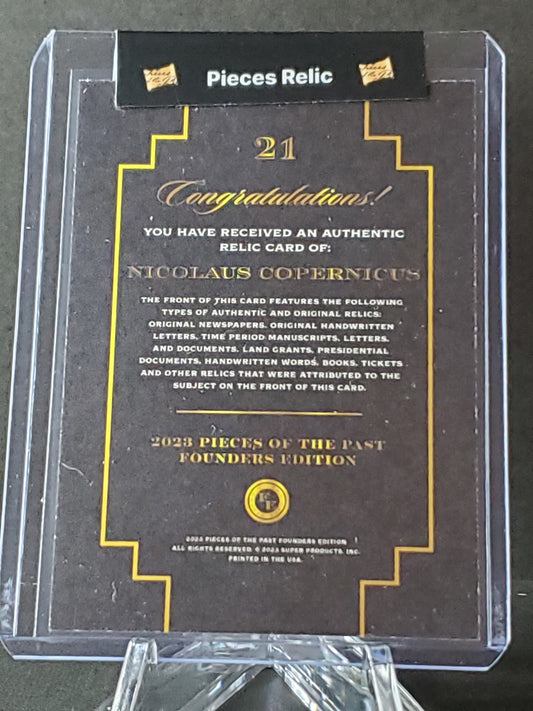 Pieces Relic
21
Congratulations!
YOU HAVE RECEIVED AN AUTHENTIC
RELIC CARD OF:
NICOLAUS COPERNICUS
THE FRONT OF THIS CARD FEATURES THE FOLLOWING
TYPES OF AUTHENTIC AND ORIGINAL RELICS:
ORIGINAL NEWSPAPERS, ORIGINAL HANDWRITTEN
LETTERS, TIME PERIOD MANUSCRIPTS, LETTERS,
AND DOCUMENTS, LAND GRANTS, PRESIDENTIAL
DOCUMENTS, HANDWRITTEN WORDS, BOOKS, TICKETS
AND OTHER RELICS THAT WERE ATTRIBUTED TO THE
SUBJECT ON THE FRONT OF THIS CARD.
2023 PIECES OF THE PAST
FOUNDERS EDITION
2023 PIECES OF THE PAST FOUNDERS EDITION
ALL RIGHTS RESERVED. © 2023 SUPER PRODUCTS, INC.
PRINTED IN THE USA.